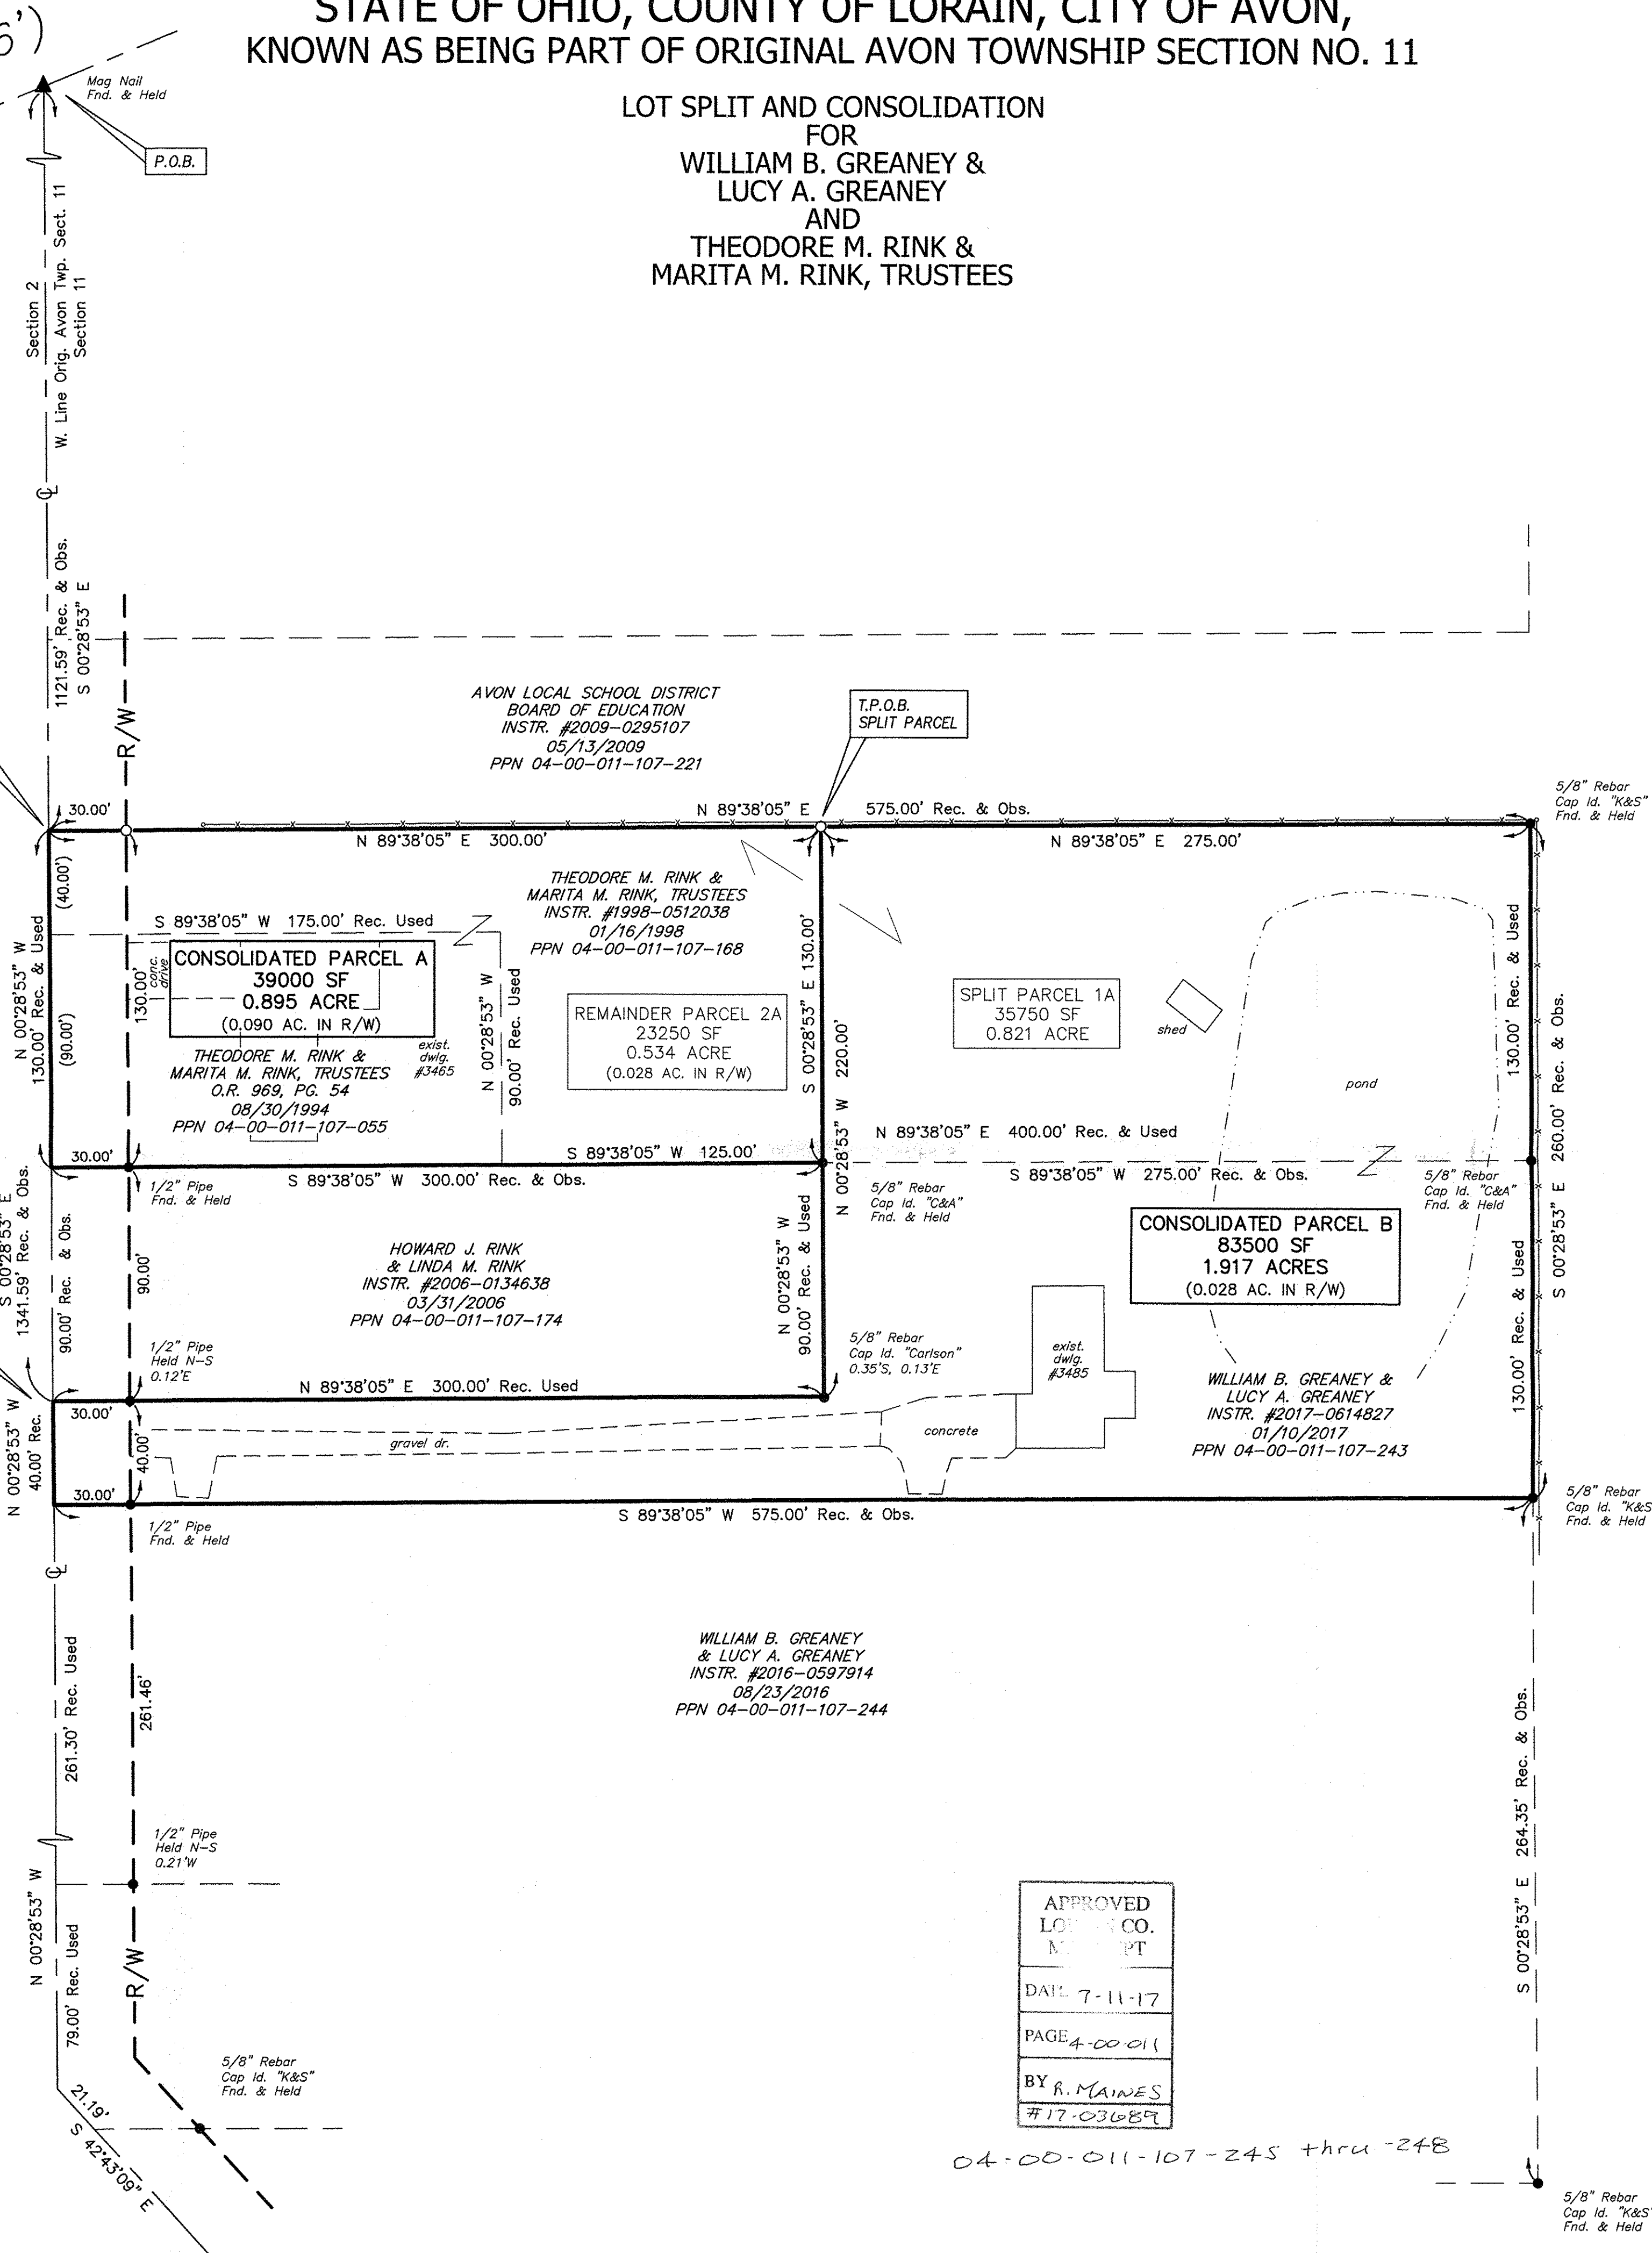 STATE OF OHIO, COUNTY OF LORAIN, CITY OF AVON,
KNOWN AS BEING PART OF ORIGINAL AVON TOWNSHIP SECTION NO. 11
LOT SPLIT AND CONSOLIDATION
FOR
WILLIAM B. GREANEY &
LUCY A. GREANEY
AND
THEODORE M. RINK &
MARITA M. RINK, TRUSTEES
Mag Nail
Fnd. & Held
P.O.B.
Section 2
W. Line Orig. Avon Twp. Sect. 11
Section 11
1121.59' Rec. & Obs.
S 00°28'53" E
R/W
AVON LOCAL SCHOOL DISTRICT
BOARD OF EDUCATION
INSTR. #2009-0295107
05/13/2009
PPN 04-00-011-107-221
T.P.O.B.
SPLIT PARCEL
5/8" Rebar
Cap Id. "K&S"
Fnd. & Held
30.00'
N 89°38'05" E 575.00' Rec. & Obs.
N 89°38'05" E 300.00'
N 89°38'05" E 275.00'
(40.00')
N 00°28'53" W
130.00' Rec. & Used
(90.00')
130.00'
conc.
drive
S 89°38'05" W 175.00' Rec. Used
CONSOLIDATED PARCEL A
39000 SF
0.895 ACRE
(0.090 AC. IN R/W)
THEODORE M. RINK &
MARITA M. RINK, TRUSTEES
O.R. 969, PG. 54
08/30/1994
PPN 04-00-011-107-055
exist.
dwlg.
#3465
N 00°28'53" W
90.00' Rec. Used
THEODORE M. RINK &
MARITA M. RINK, TRUSTEES
INSTR. #1998-0512038
01/16/1998
PPN 04-00-011-107-168
REMAINDER PARCEL 2A
23250 SF
0.534 ACRE
(0.028 AC. IN R/W)
S 00°28'53" E 130.00'
N 00°28'53" W 220.00'
SPLIT PARCEL 1A
35750 SF
0.821 ACRE
shed
pond
130.00' Rec. & Used
S 00°28'53" E 260.00' Rec. & Obs.
N 89°38'05" E 400.00' Rec. & Used
S 89°38'05" W 125.00'
30.00'
S 89°38'05" W 300.00' Rec. & Obs.
S 89°38'05" W 275.00' Rec. & Obs.
1/2" Pipe
Fnd. & Held
5/8" Rebar
Cap Id. "C&A"
Fnd. & Held
5/8" Rebar
Cap Id. "C&A"
Fnd. & Held
S 00°28'53" E
1341.59' Rec. & Obs.
90.00' Rec. & Obs.
90.00'
HOWARD J. RINK
& LINDA M. RINK
INSTR. #2006-0134638
03/31/2006
PPN 04-00-011-107-174
N 00°28'53" W
90.00' Rec. & Used
CONSOLIDATED PARCEL B
83500 SF
1.917 ACRES
(0.028 AC. IN R/W)
130.00' Rec. & Used
1/2" Pipe
Held N-S
0.12'E
5/8" Rebar
Cap Id. "Carlson"
0.35'S, 0.13'E
exist.
dwlg.
#3485
WILLIAM B. GREANEY &
LUCY A. GREANEY
INSTR. #2017-0614827
01/10/2017
PPN 04-00-011-107-243
N 89°38'05" E 300.00' Rec. Used
30.00'
N 00°28'53" W
40.00' Rec.
40.00'
gravel dr.
concrete
30.00'
S 89°38'05" W 575.00' Rec. & Obs.
1/2" Pipe
Fnd. & Held
5/8" Rebar
Cap Id. "K&S
Fnd. & Held
WILLIAM B. GREANEY
& LUCY A. GREANEY
INSTR. #2016-0597914
08/23/2016
PPN 04-00-011-107-244
261.30' Rec. Used
261.46'
S 00°28'53" E 264.35' Rec. & Obs.
1/2" Pipe
Held N-S
0.21'W
N 00°28'53" W
79.00' Rec. Used
R/W
5/8" Rebar
Cap Id. "K&S"
Fnd. & Held
21.19'
S 42°43'09" E
APPROVED
CO.
7-11-17
PAGE 4-00-011
BY R. MAINES
#17-03689
04-00-011-107-245 thru -248
5/8" Rebar
Cap Id. "K&S"
Fnd. & Held